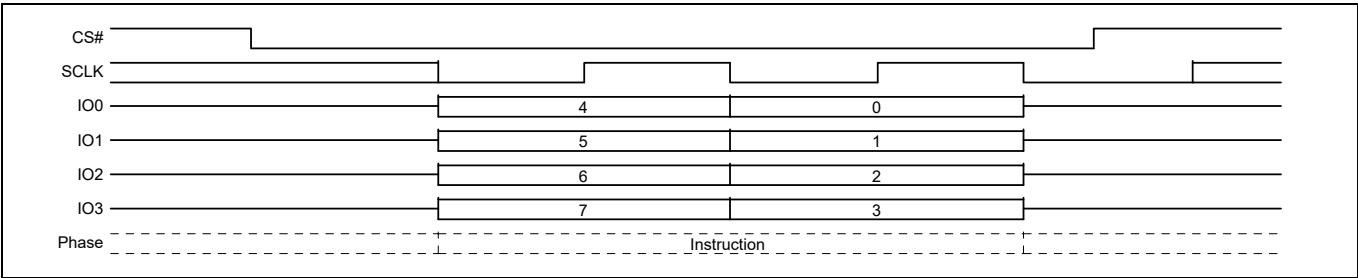 CS#
SCLK
IO0 4 0
IO1 5 1
IO2 6 2
IO3 7 3
Phase Instruction